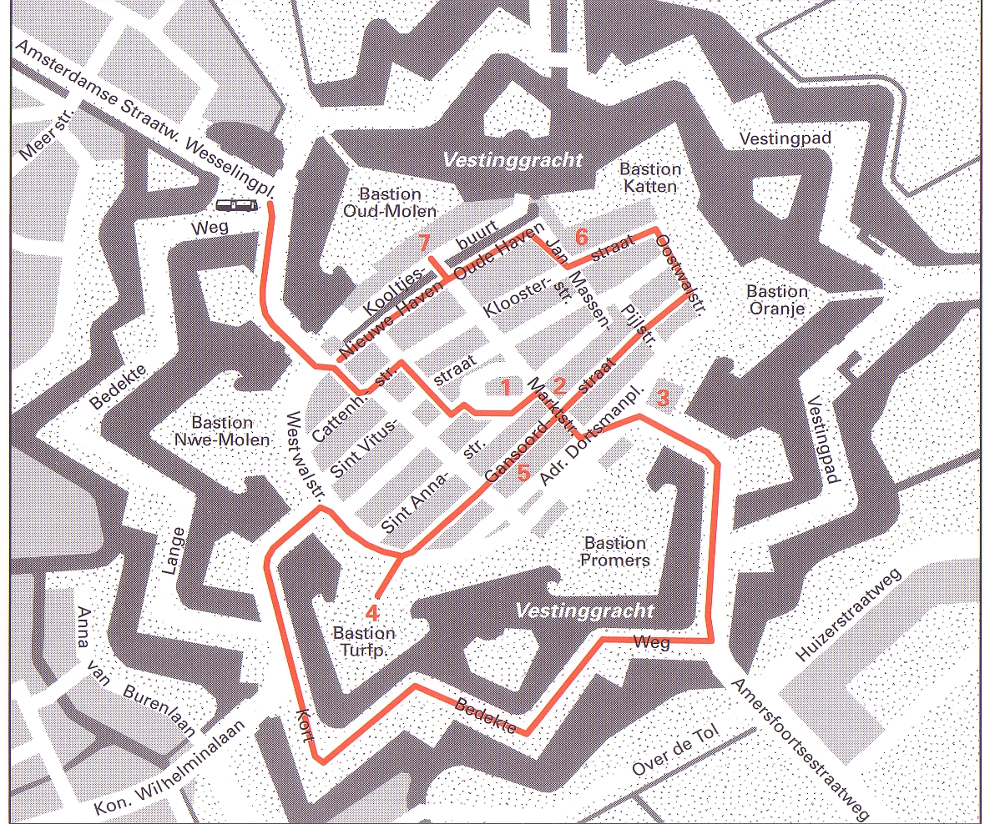 Amsterdamse Straatw.
Wesselingpl.
Meerstr.
Weg
Vestinggracht
Vestingpad
Bastion
Katten
Bastion
Oud-Molen
7
buurt
Kooltjes-
Oude Haven
Nieuwe Haven
Jan
Massen-
str.
6
straat
Oostwalstr.
Klooster-
Bastion
Oranje
Pijlstr.
Bedekte
Bastion
Nwe-Molen
Westwalstr.
Cattenh.
str.
straat
1
2
Marktstr.
straat
3
Sint Vitus-
str.
Gansoord
5
Adr. Dortsmanpl.
Vestingpad
Sint Anna-
Lange
Bastion
Promers
4
Bastion
Turfp.
Vestinggracht
Weg
Huizerstraatweg
Anna
van
Burenlaan
Kort
Bedekte
Kon. Wilhelminalaan
Over de Tol
Amersfoortsestraatweg